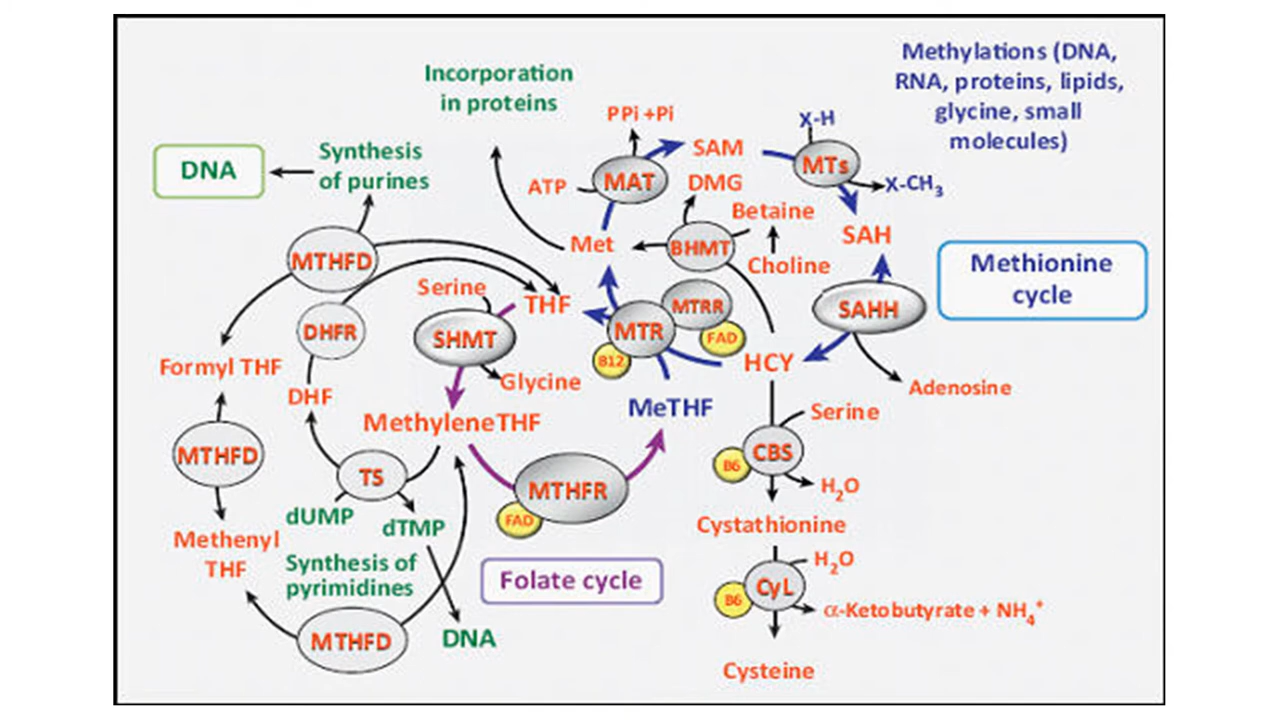 Methylations (DNA,
RNA, proteins, lipids,
glycine, small
molecules)
Incorporation
in proteins
PPi +Pi
X-H
SAM
MTs
DNA
Synthesis
of purines
ATP
MAT
DMG
X-CH₃
Betaine
SAH
Met
BHMT
Choline
MTHFD
Methionine
cycle
Serine
THF
MTRR
SAHH
DHFR
SHMT
MTR
FAD
B12
HCY
Formyl THF
Glycine
Adenosine
DHF
MeTHF
Serine
MethyleneTHF
MTHFD
CBS
B6
TS
MTHFR
H₂O
FAD
dUMP
dTMP
Cystathionine
Methenyl
THF
Synthesis of
pyrimidines
H₂O
Folate cycle
CyL
B6
α-Ketobutyrate + NH₄⁺
MTHFD
DNA
Cysteine